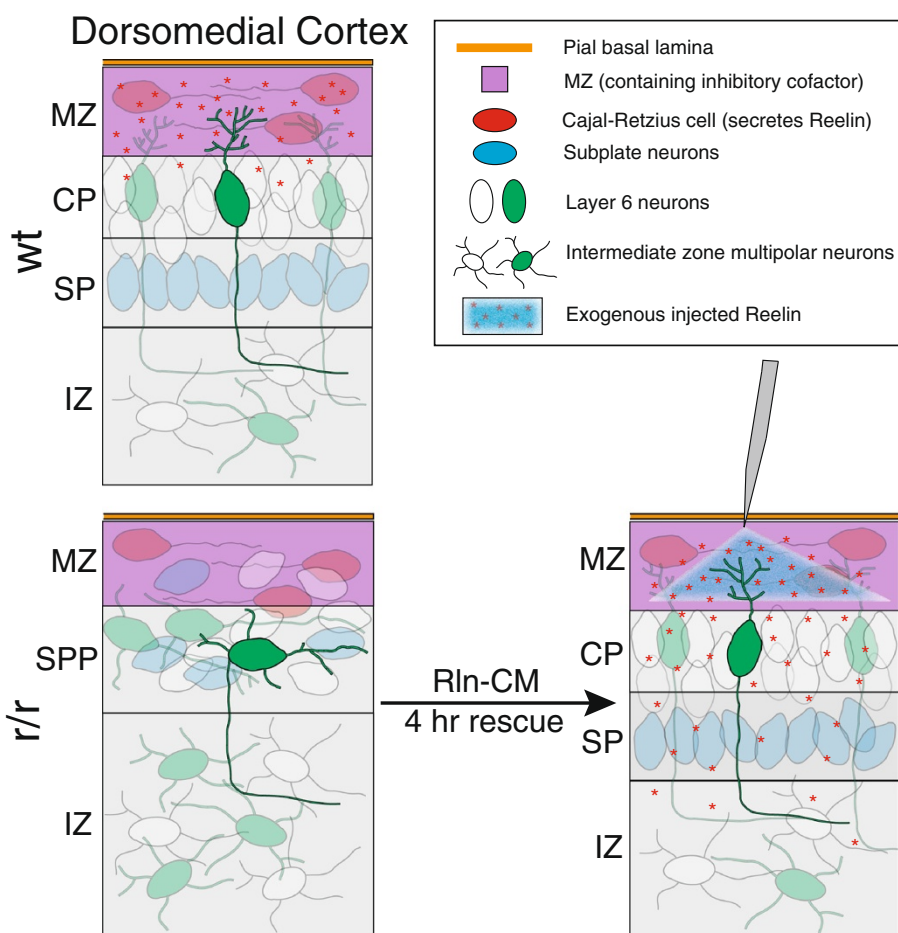 Dorsomedial Cortex
Pial basal lamina
MZ (containing inhibitory cofactor)
Cajal-Retzius cell (secretes Reelin)
Subplate neurons
Layer 6 neurons
Intermediate zone multipolar neurons
Exogenous injected Reelin
wt
MZ
CP
SP
IZ
r/r
MZ
SPP
IZ
Rln-CM
4 hr rescue
MZ
CP
SP
IZ